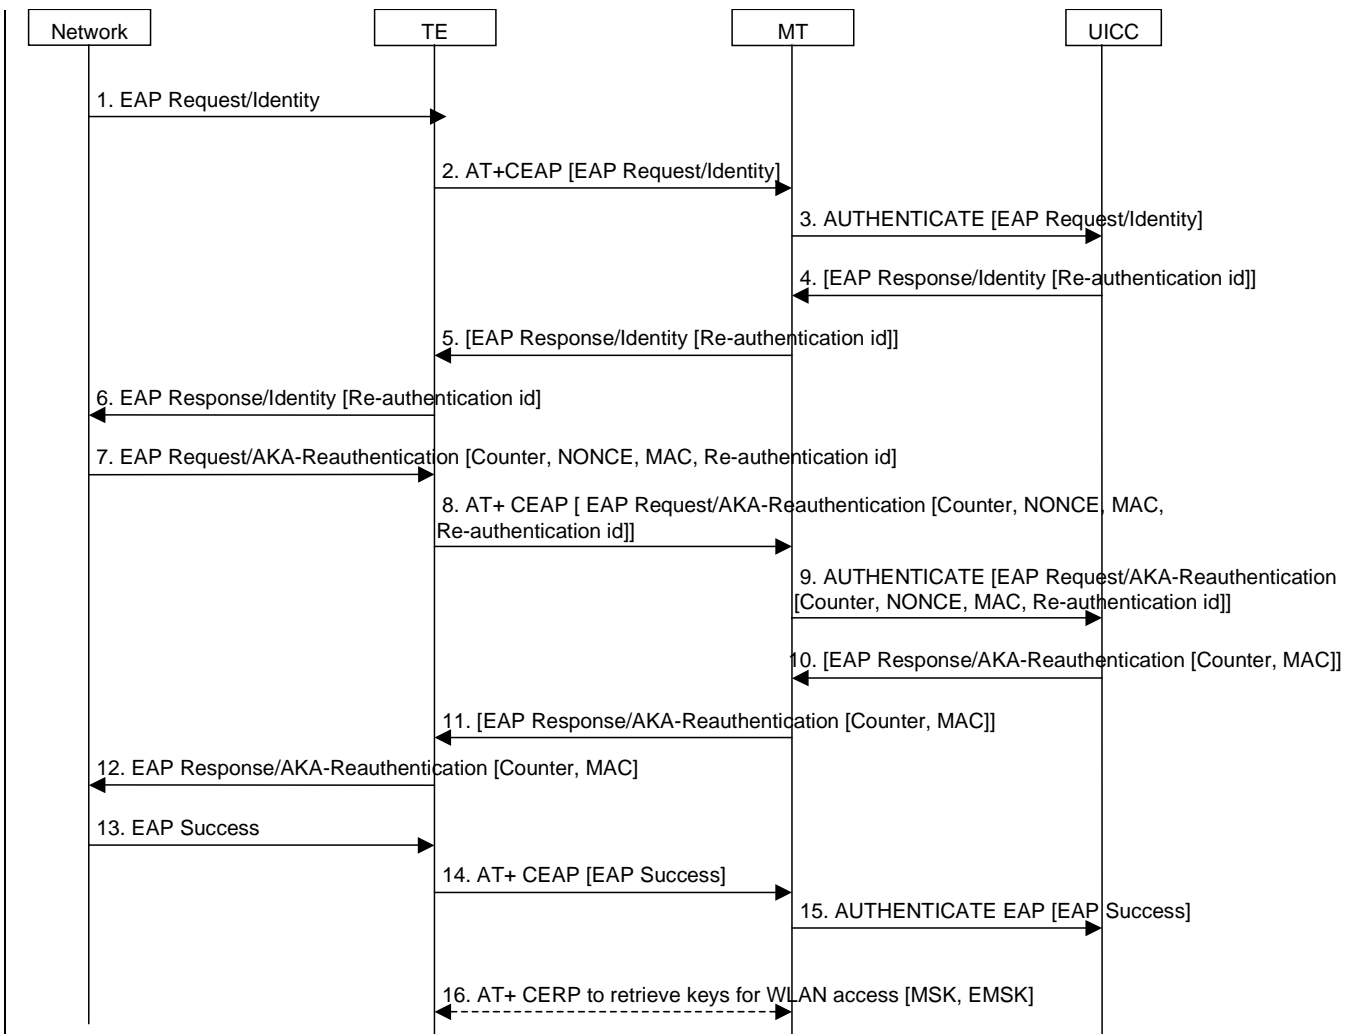 Network
TE
MT
UICC
1. EAP Request/Identity
2. AT+CEAP [EAP Request/Identity]
3. AUTHENTICATE [EAP Request/Identity]
4. [EAP Response/Identity [Re-authentication id]]
5. [EAP Response/Identity [Re-authentication id]]
6. EAP Response/Identity [Re-authentication id]
7. EAP Request/AKA-Reauthentication [Counter, NONCE, MAC, Re-authentication id]
8. AT+ CEAP [ EAP Request/AKA-Reauthentication [Counter, NONCE, MAC,
Re-authentication id]]
9. AUTHENTICATE [EAP Request/AKA-Reauthentication
[Counter, NONCE, MAC, Re-authentication id]]
10. [EAP Response/AKA-Reauthentication [Counter, MAC]]
11. [EAP Response/AKA-Reauthentication [Counter, MAC]]
12. EAP Response/AKA-Reauthentication [Counter, MAC]
13. EAP Success
14. AT+ CEAP [EAP Success]
15. AUTHENTICATE EAP [EAP Success]
16. AT+ CERP to retrieve keys for WLAN access [MSK, EMSK]